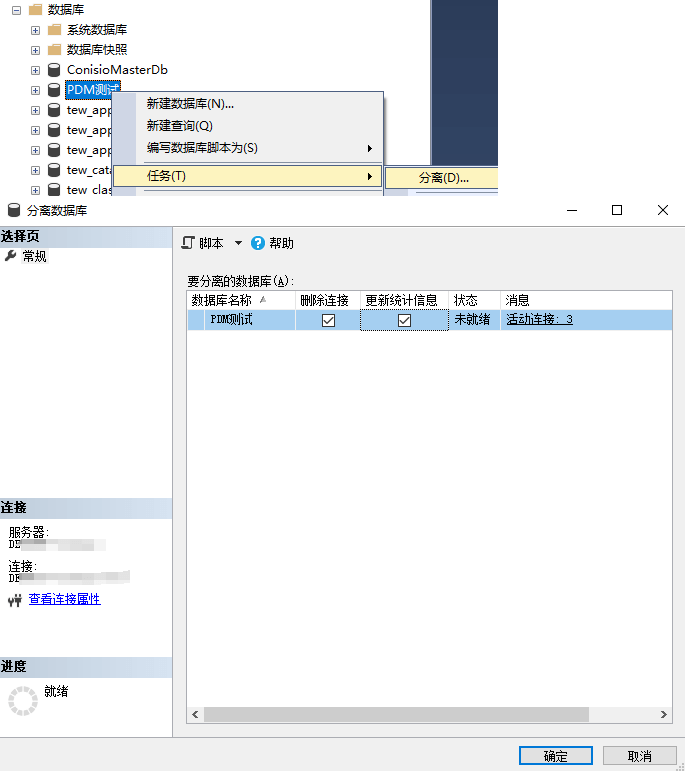 数据库
系统数据库
数据库快照
ConisioMasterDb
PDM测试
新建数据库(N)...
tew_app
新建查询(Q)
tew_app
编写数据库脚本为(S)
tew_app
tew_cata
任务(T)
分离(D)...
tew_clas
分离数据库
选择页
常规
脚本
帮助
要分离的数据库(A):
数据库名称 删除连接 更新统计信息 状态 消息
PDM测试 未就绪 活动连接: 3
连接
服务器:
连接:
查看连接属性
进度
就绪
确定 取消